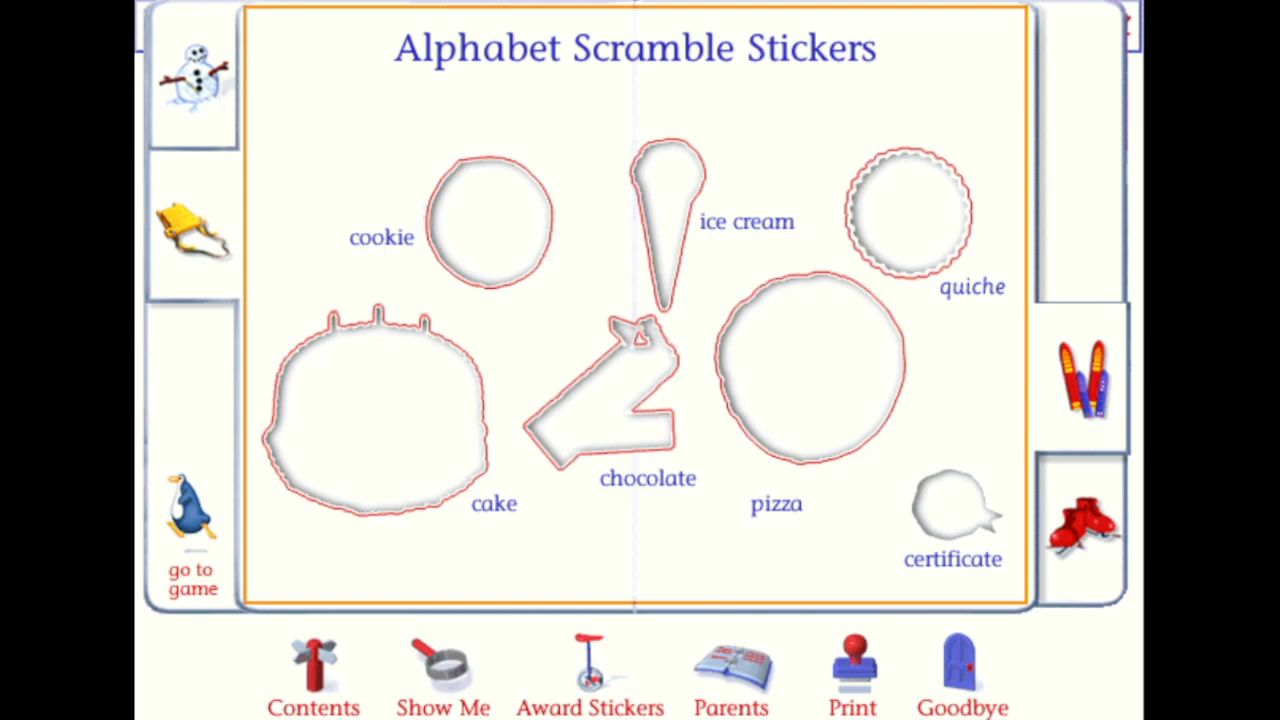 Alphabet Scramble Stickers
cookie
ice cream
quiche
cake
chocolate
pizza
certificate
go to
game
Contents
Show Me
Award Stickers
Parents
Print
Goodbye